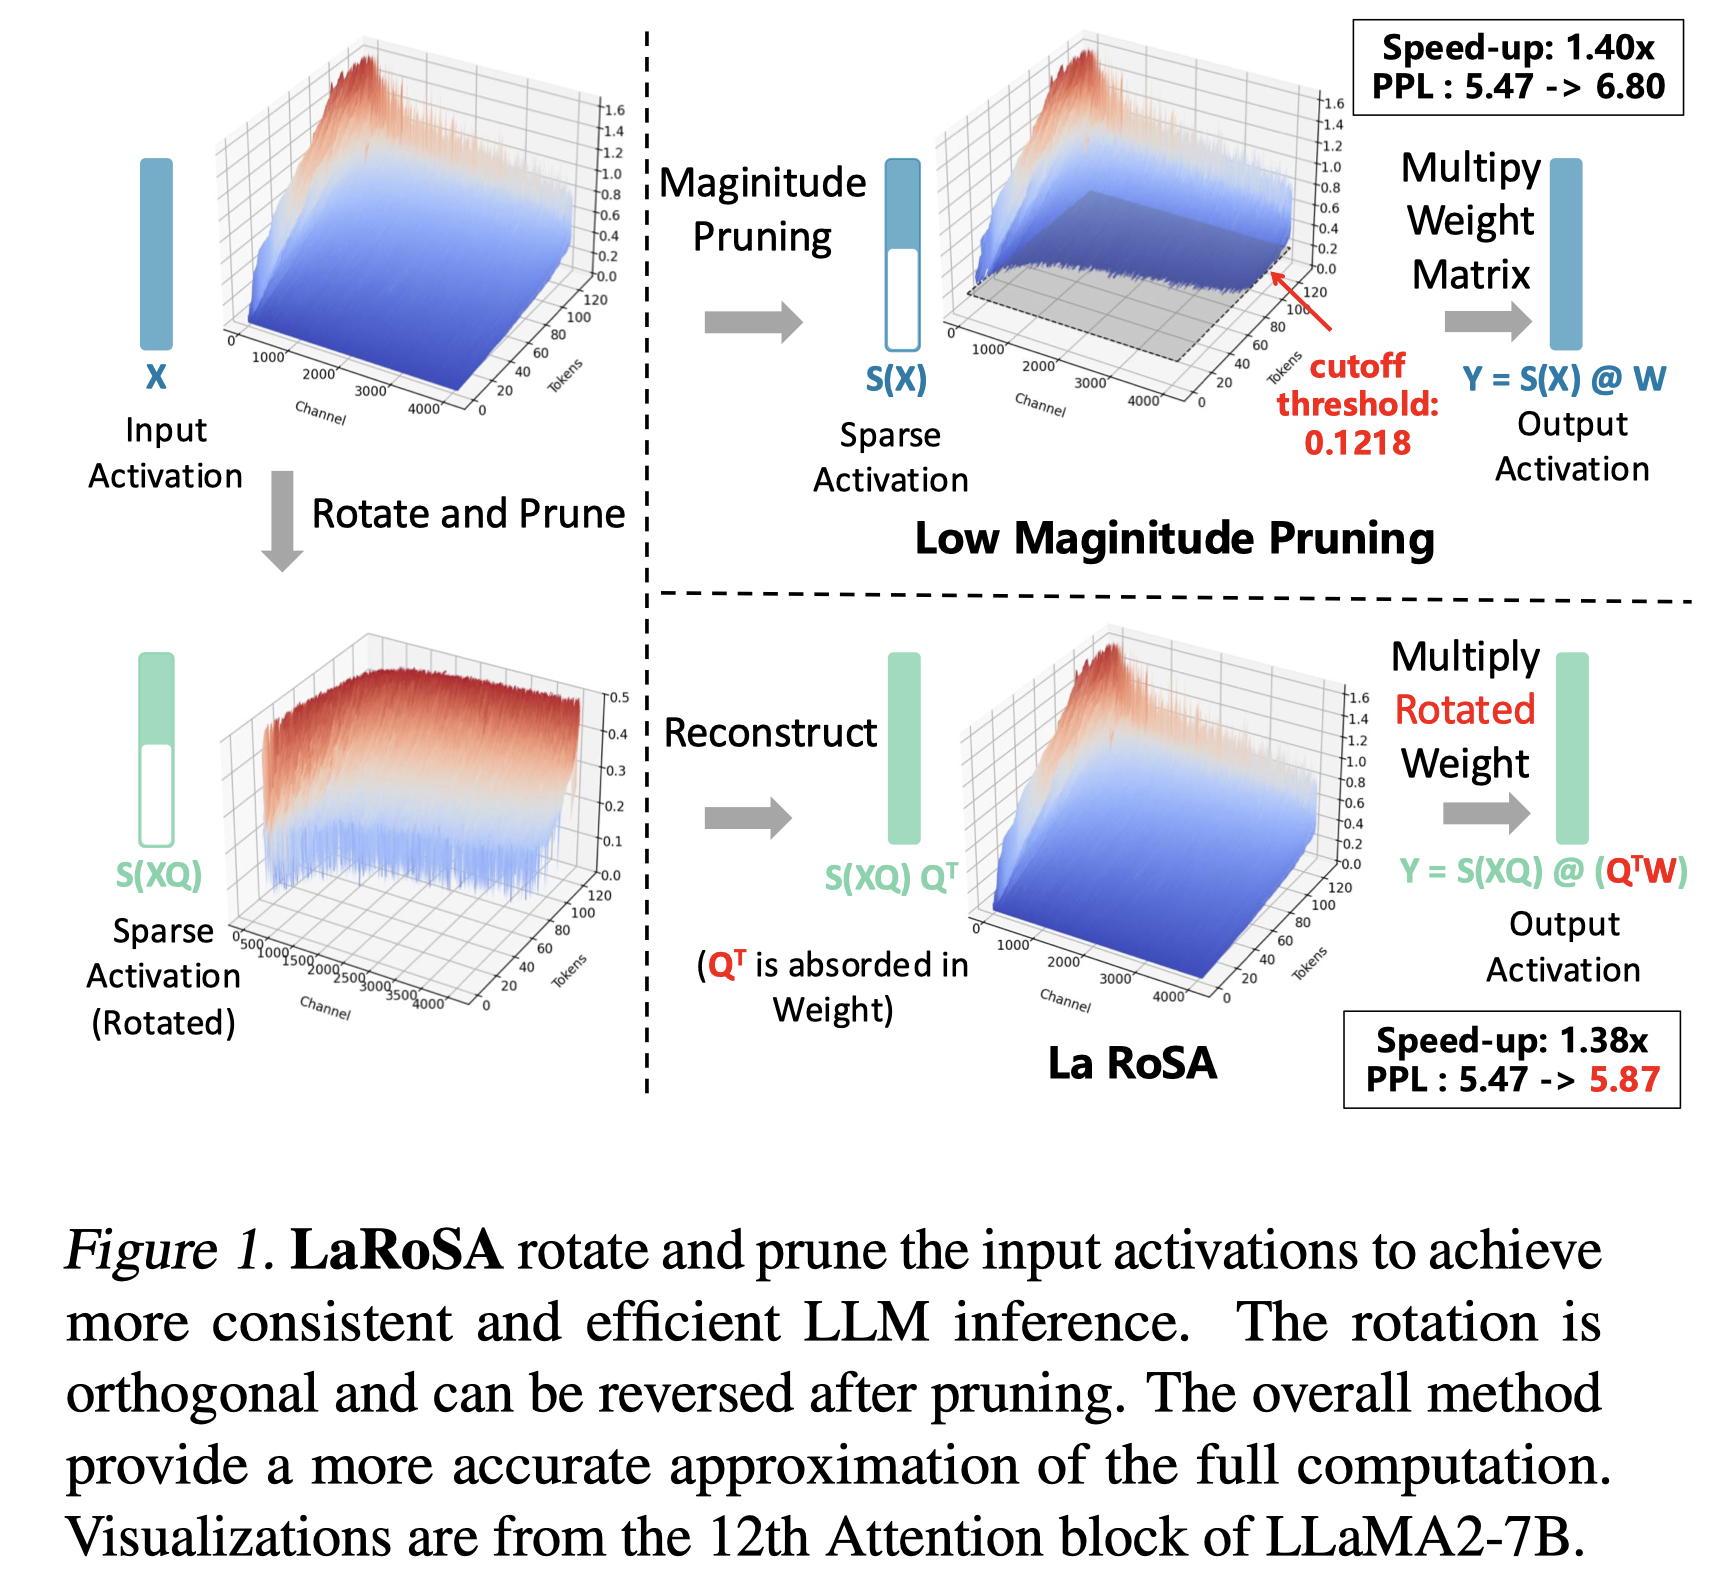 1.6
1.4
1.2
1.0
0.8
0.6
0.4
0.2
0.0
120
100
80
60
40
20
0
Tokens
0
1000
2000
3000
4000
Channel
X
Input
Activation
Rotate and Prune
Maginitude
Pruning
S(X)
Sparse
Activation
1.6
1.4
1.2
1.0
0.8
0.6
0.4
0.2
0.0
120
100
80
60
40
20
0
Tokens
0
1000
2000
3000
4000
Channel
cutoff
threshold:
0.1218
Speed-up: 1.40x
PPL : 5.47 -> 6.80
Multipy
Weight
Matrix
Y = S(X) @ W
Output
Activation
Low Maginitude Pruning
S(XQ)
Sparse
Activation
(Rotated)
0.5
0.4
0.3
0.2
0.1
0.0
120
100
80
60
40
20
0
Tokens
0
500
1000
1500
2000
2500
3000
3500
4000
Channel
Reconstruct
S(XQ) Qᵀ
(Qᵀ is absorded in
Weight)
1.6
1.4
1.2
1.0
0.8
0.6
0.4
0.2
0.0
120
100
80
60
40
20
0
Tokens
0
1000
2000
3000
4000
Channel
La RoSA
Multiply
Rotated
Weight
Y = S(XQ) @ (QᵀW)
Output
Activation
Speed-up: 1.38x
PPL : 5.47 -> 5.87
Figure 1. LaRoSA rotate and prune the input activations to achieve
more consistent and efficient LLM inference. The rotation is
orthogonal and can be reversed after pruning. The overall method
provide a more accurate approximation of the full computation.
Visualizations are from the 12th Attention block of LLaMA2-7B.